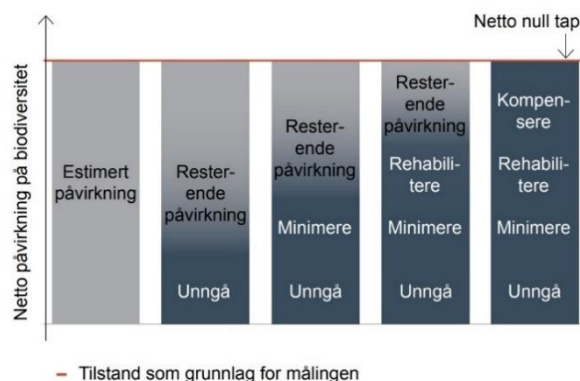 Netto null tap
Netto påvirkning på biodiversitet
Estimert
påvirkning
Rester-
ende
påvirkning
Unngå
Rester-
ende
påvirkning
Minimere
Unngå
Rester-
ende
påvirkning
Rehabili-
tere
Minimere
Unngå
Kompen-
sere
Rehabili-
tere
Minimere
Unngå
Tilstand som grunnlag for målingen